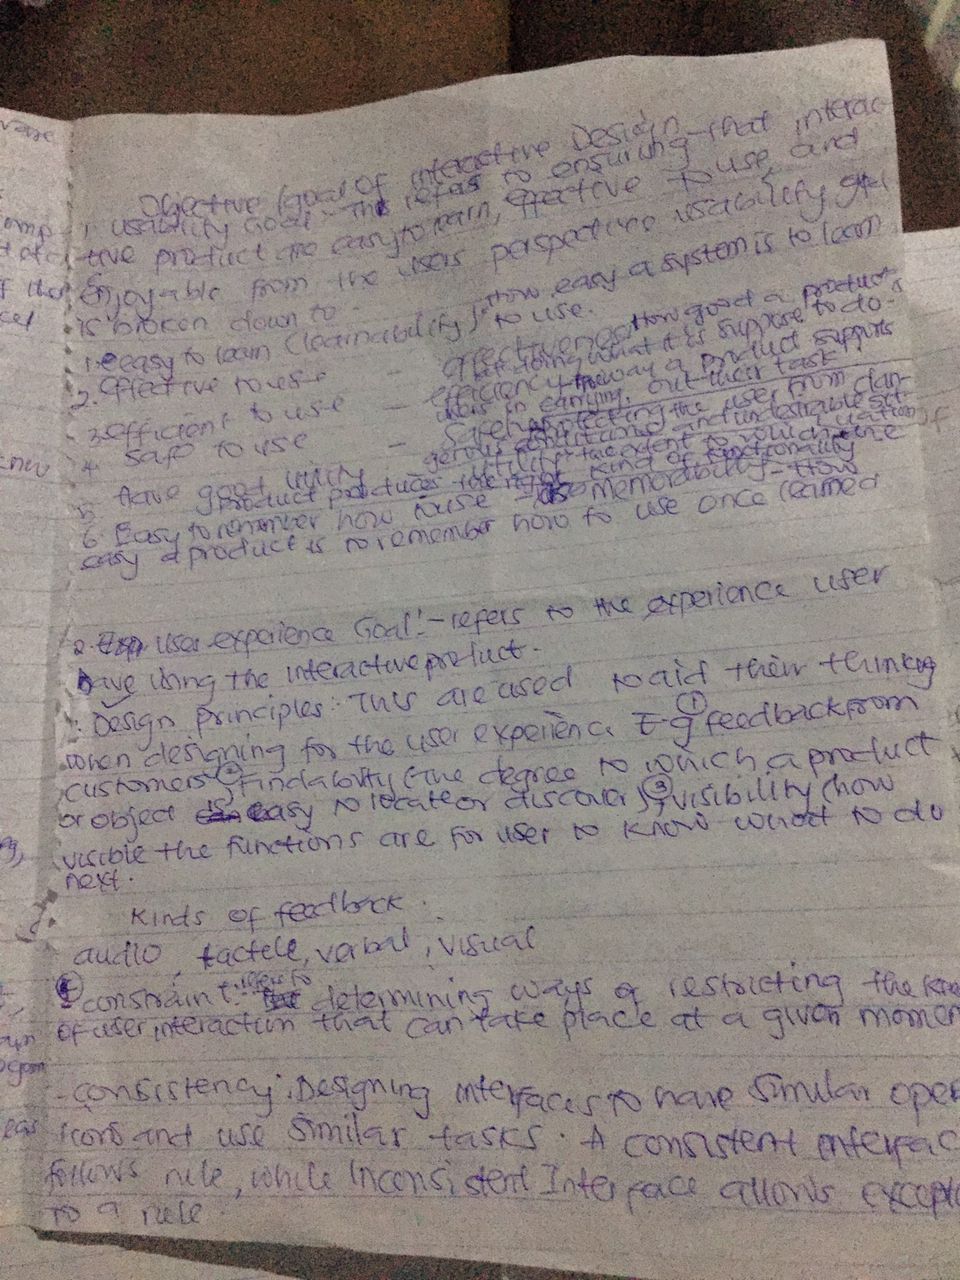 Objective/goal of interactive Design
1. usability Goal:- The refers to ensuring that interac-
tive product are easy to learn, effective to use, and
Enjoyable from the users perspective usability goal
is broken down to -
1. easy to learn (learnability) :How easy a system is to learn
to use.
2. effective to use - effectiveness: How good a product is
at doing what it is suppose to do.
3. efficient to use - efficiency: the way a product supports
users in carrying out their task
4. Safe to use - Safety: protecting the user from dan-
gerous conditions and undesirable sit-
uation
5. Have good utility - Utility: the extent to which the
product produces the right kind of functionality
6. Easy to remember how to use - memorability - How
easy a product is to remember how to use once learned
2. user experience Goal:- refers to the experience user
have using the interactive product.
: Design principles: This are used to aid their thinking
when designing for the user experience E-g ① feedback from
customers ② Findability (the degree to which a product
or object is easy to locate or discover) ③ visibility (how
visible the functions are for user to know what to do
next.
Kinds of feedback.
audio, tactele, verbal, visual
constraint: refers to determining ways of restricting the
of user interaction that can take place at a given momen
- consistency: Designing interfaces to have similar oper
and use similar tasks. A consistent interfac
follows rule, while Inconsistent Interface allows excepti
to a rule.